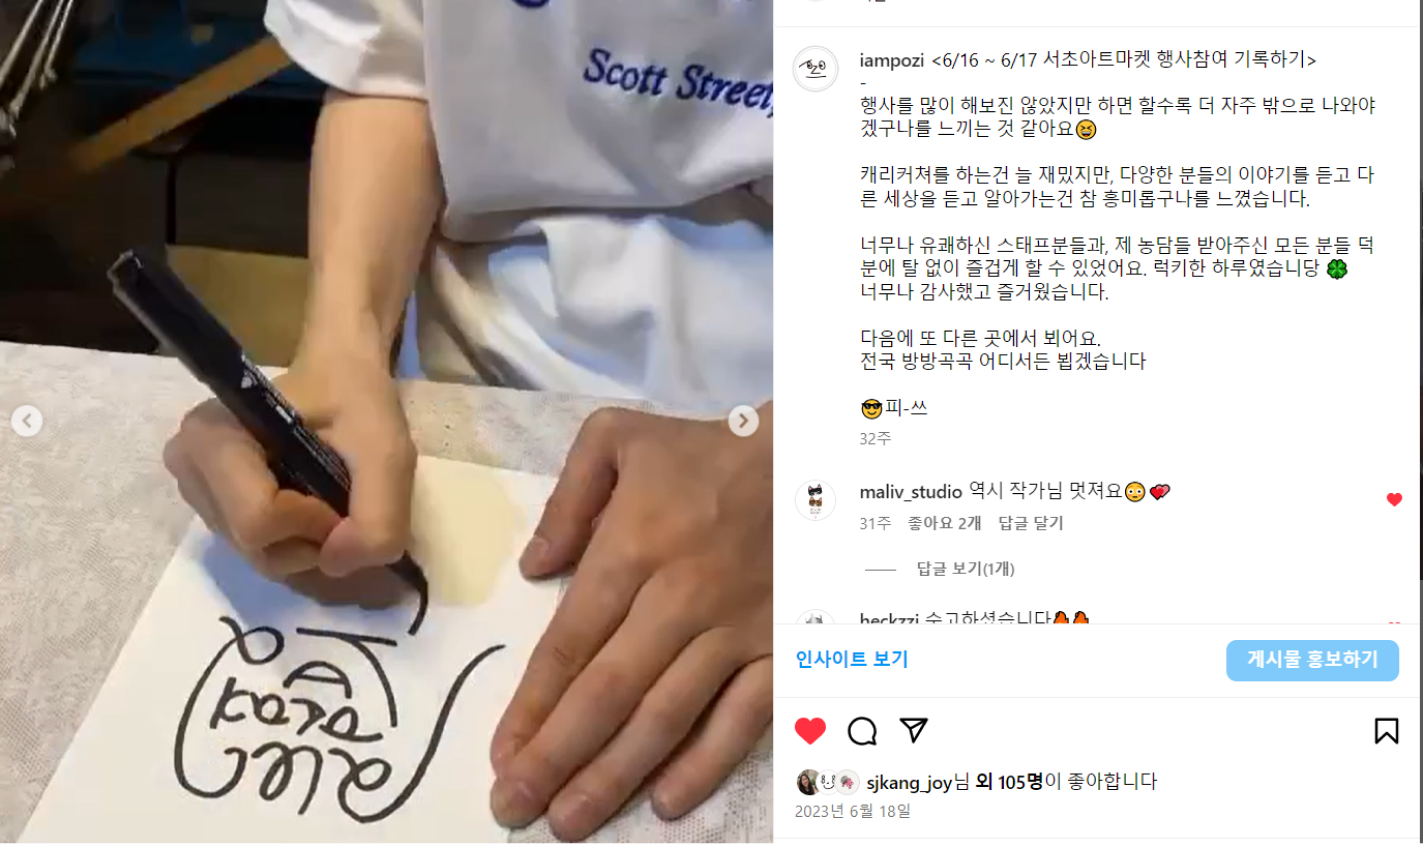 Scott Street,
iampozi <6/16 ~ 6/17 서초아트마켓 행사참여 기록하기>
-
행사를 많이 해보진 않았지만 하면 할수록 더 자주 밖으로 나와야
겠구나를 느끼는 것 같아요😆
캐리커쳐를 하는건 늘 재밌지만, 다양한 분들의 이야기를 듣고 다
른 세상을 듣고 알아가는건 참 흥미롭구나를 느꼈습니다.
너무나 유쾌하신 스태프분들과, 제 농담들 받아주신 모든 분들 덕
분에 탈 없이 즐겁게 할 수 있었어요. 럭키한 하루였습니당 🍀
너무나 감사했고 즐거웠습니다.
다음에 또 다른 곳에서 뵈어요.
전국 방방곡곡 어디서든 뵙겠습니다
😎피-쓰
32주
maliv_studio 역시 작가님 멋져요😳💕
31주 좋아요 2개 답글 달기
답글 보기(1개)
heckzzi 수고하셨습니다🔥🔥
인사이트 보기
게시물 홍보하기
sjkang_joy님 외 105명이 좋아합니다
2023년 6월 18일